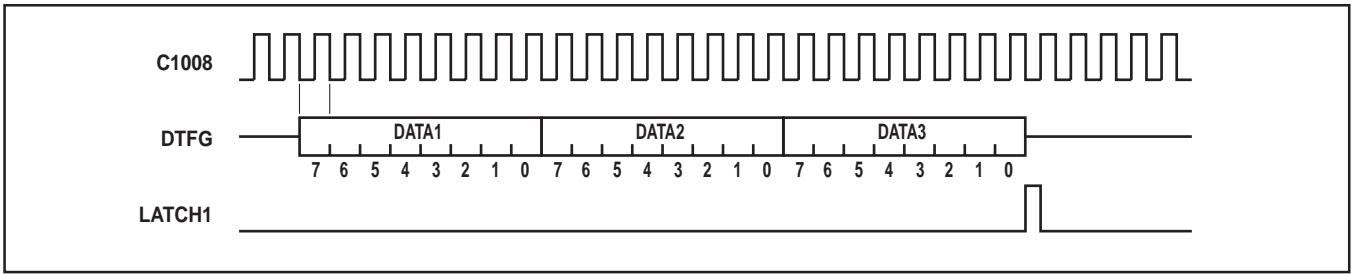 C1008
DTFG
DATA1 DATA2 DATA3
7 6 5 4 3 2 1 0 7 6 5 4 3 2 1 0 7 6 5 4 3 2 1 0
LATCH1